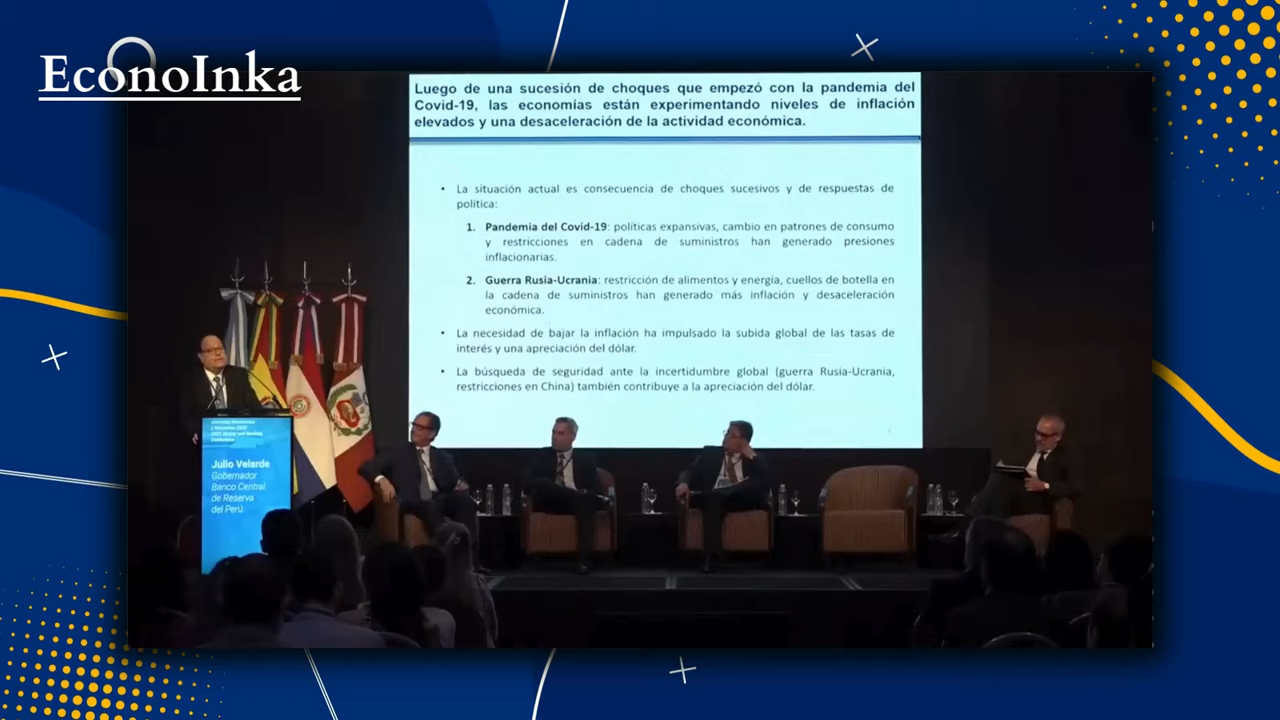 EconoInka
Luego de una sucesión de choques que empezó con la pandemia del
Covid-19, las economías están experimentando niveles de inflación
elevados y una desaceleración de la actividad económica.
• La situación actual es consecuencia de choques sucesivos y de respuestas de
política:
1. Pandemia del Covid-19: políticas expansivas, cambio en patrones de consumo
y restricciones en cadena de suministros han generado presiones
inflacionarias.
2. Guerra Rusia-Ucrania: restricción de alimentos y energía, cuellos de botella en
la cadena de suministros han generado más inflación y desaceleración
económica.
• La necesidad de bajar la inflación ha impulsado la subida global de las tasas de
interés y una apreciación del dólar.
• La búsqueda de seguridad ante la incertidumbre global (guerra Rusia-Ucrania,
restricciones en China) también contribuye a la apreciación del dólar.
Julio Velarde
Gobernador
Banco Central
de Reserva
del Perú